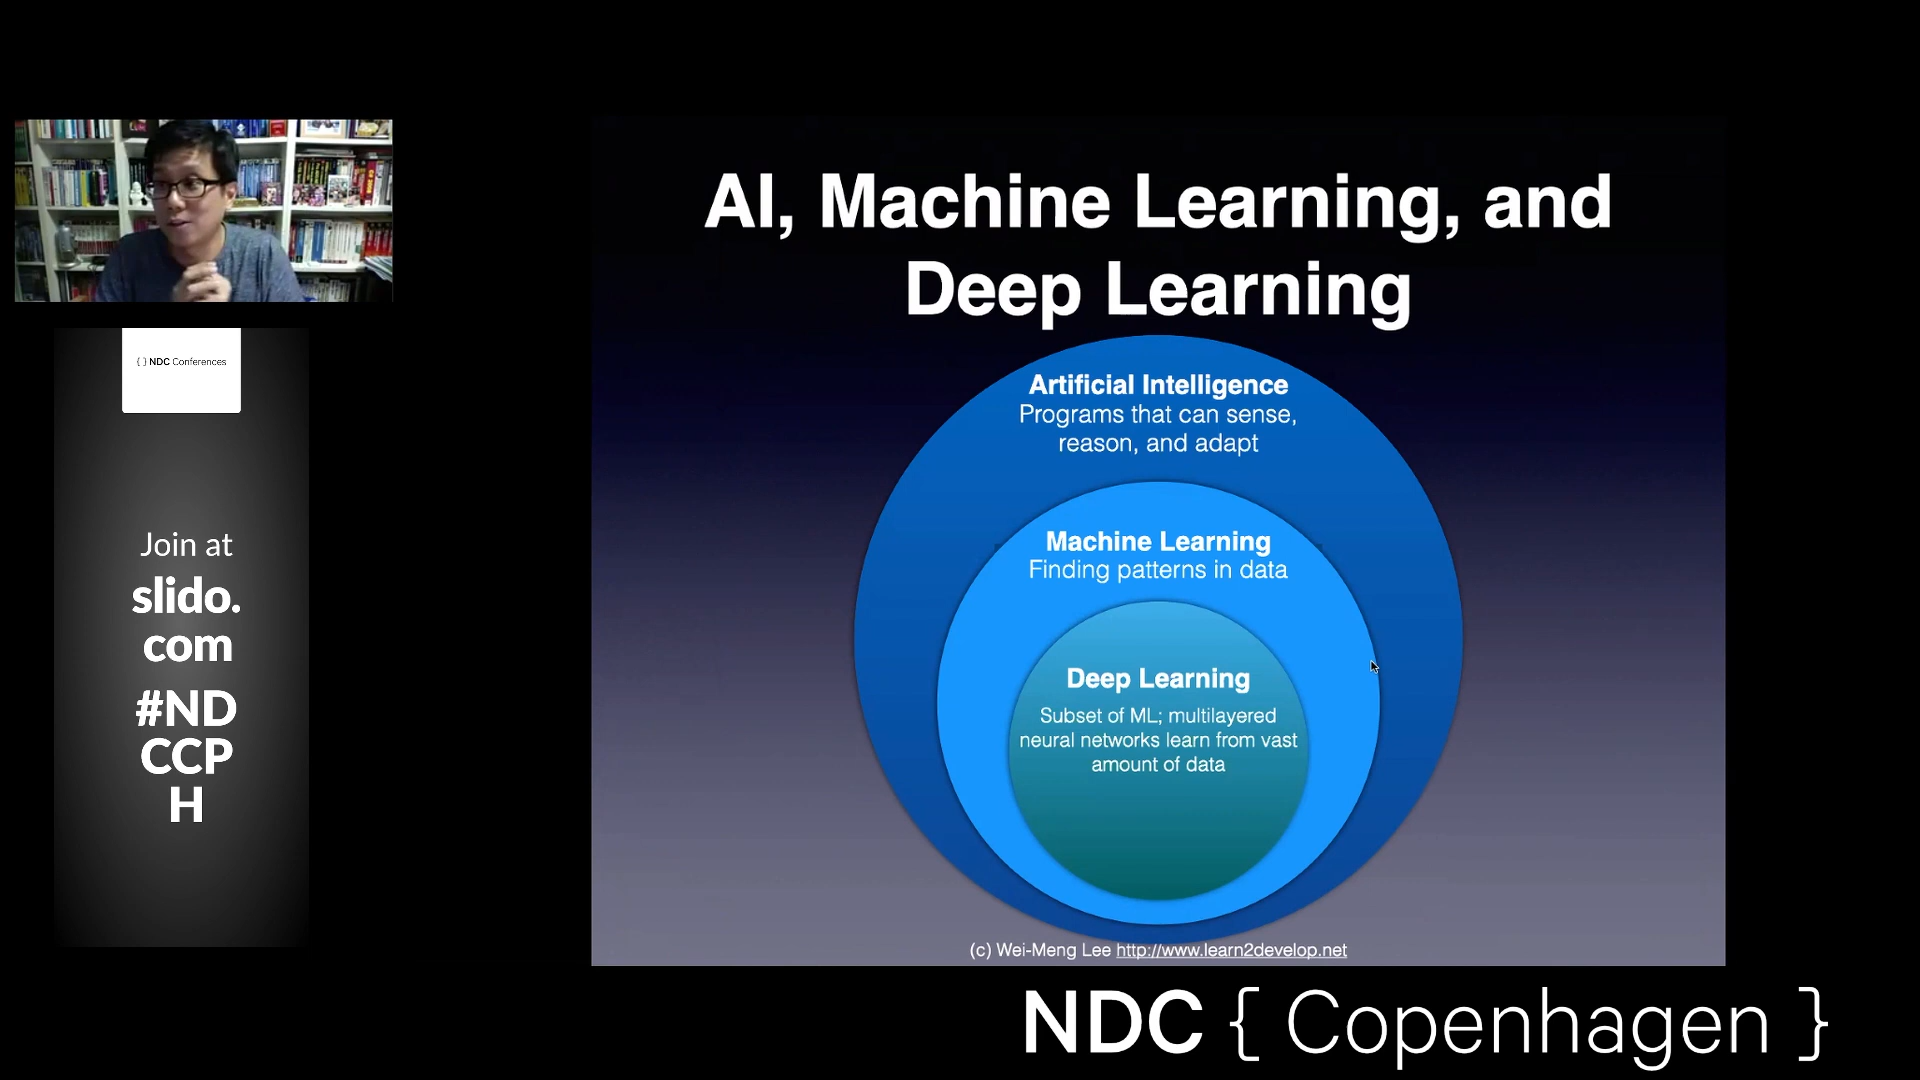 { } NDC Conferences
Join at
slido.
com
#ND
CCP
H
AI, Machine Learning, and
Deep Learning
Artificial Intelligence
Programs that can sense,
reason, and adapt
Machine Learning
Finding patterns in data
Deep Learning
Subset of ML; multilayered
neural networks learn from vast
amount of data
(c) Wei-Meng Lee http://www.learn2develop.net
NDC { Copenhagen }